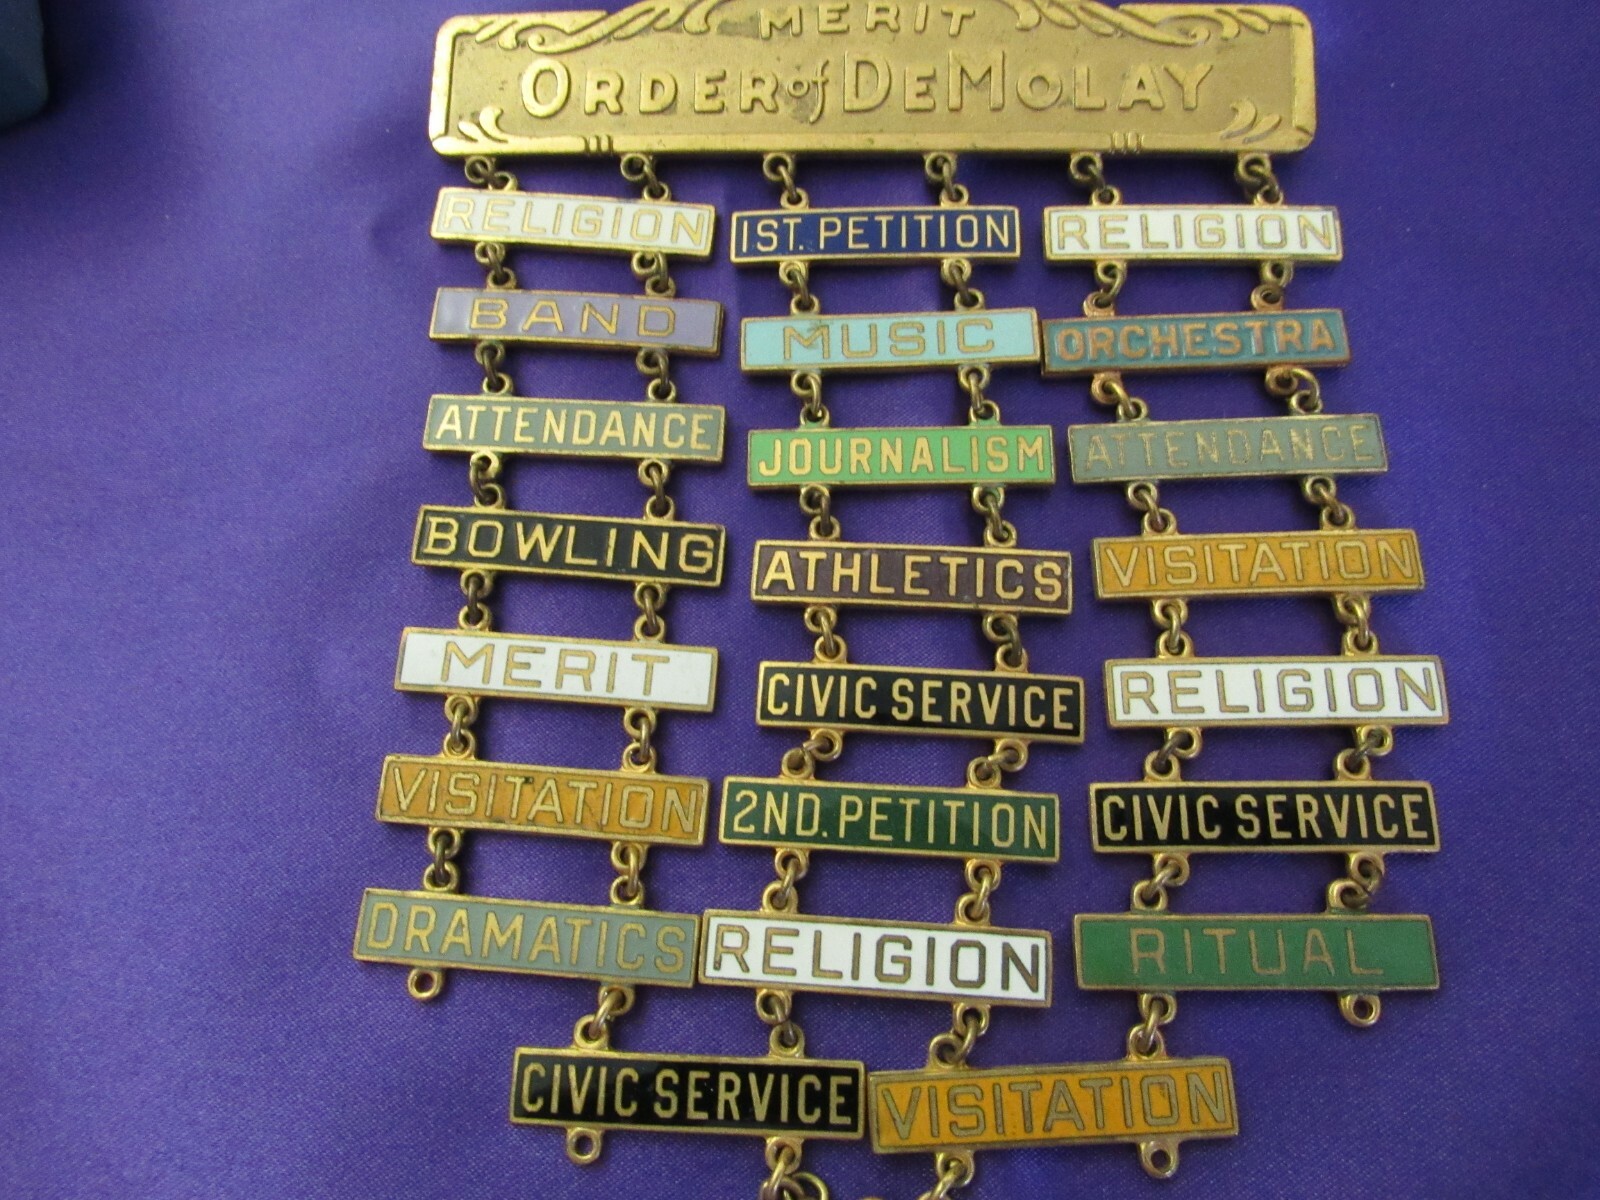 MERIT
ORDER of DEMOLAY
RELIGION 1ST. PETITION RELIGION
BAND MUSIC ORCHESTRA
ATTENDANCE JOURNALISM ATTENDANCE
BOWLING ATHLETICS VISITATION
MERIT CIVIC SERVICE RELIGION
VISITATION 2ND. PETITION CIVIC SERVICE
DRAMATICS RELIGION RITUAL
CIVIC SERVICE VISITATION